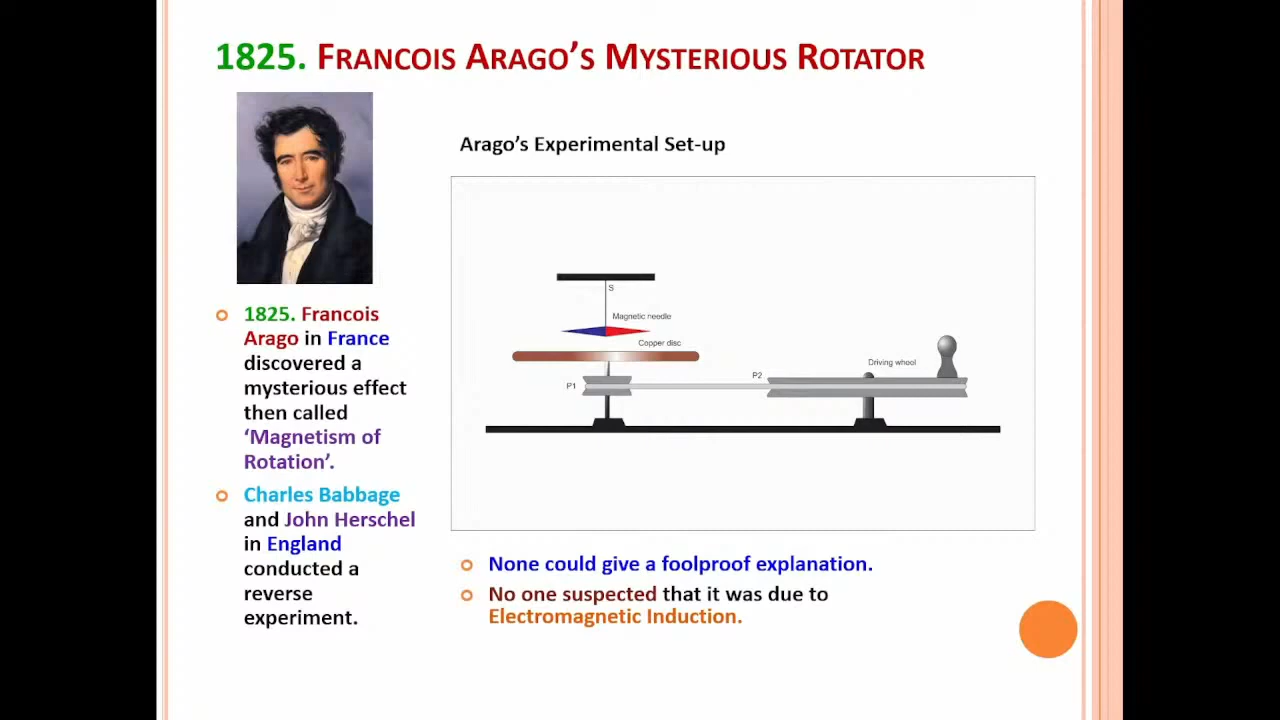 1825. FRANCOIS ARAGO'S MYSTERIOUS ROTATOR
Arago's Experimental Set-up
S
Magnetic needle
Copper disc
Driving wheel
P2
P1
1825. Francois
Arago in France
discovered a
mysterious effect
then called
'Magnetism of
Rotation'.
Charles Babbage
and John Herschel
in England
conducted a
reverse
experiment.
None could give a foolproof explanation.
No one suspected that it was due to
Electromagnetic Induction.